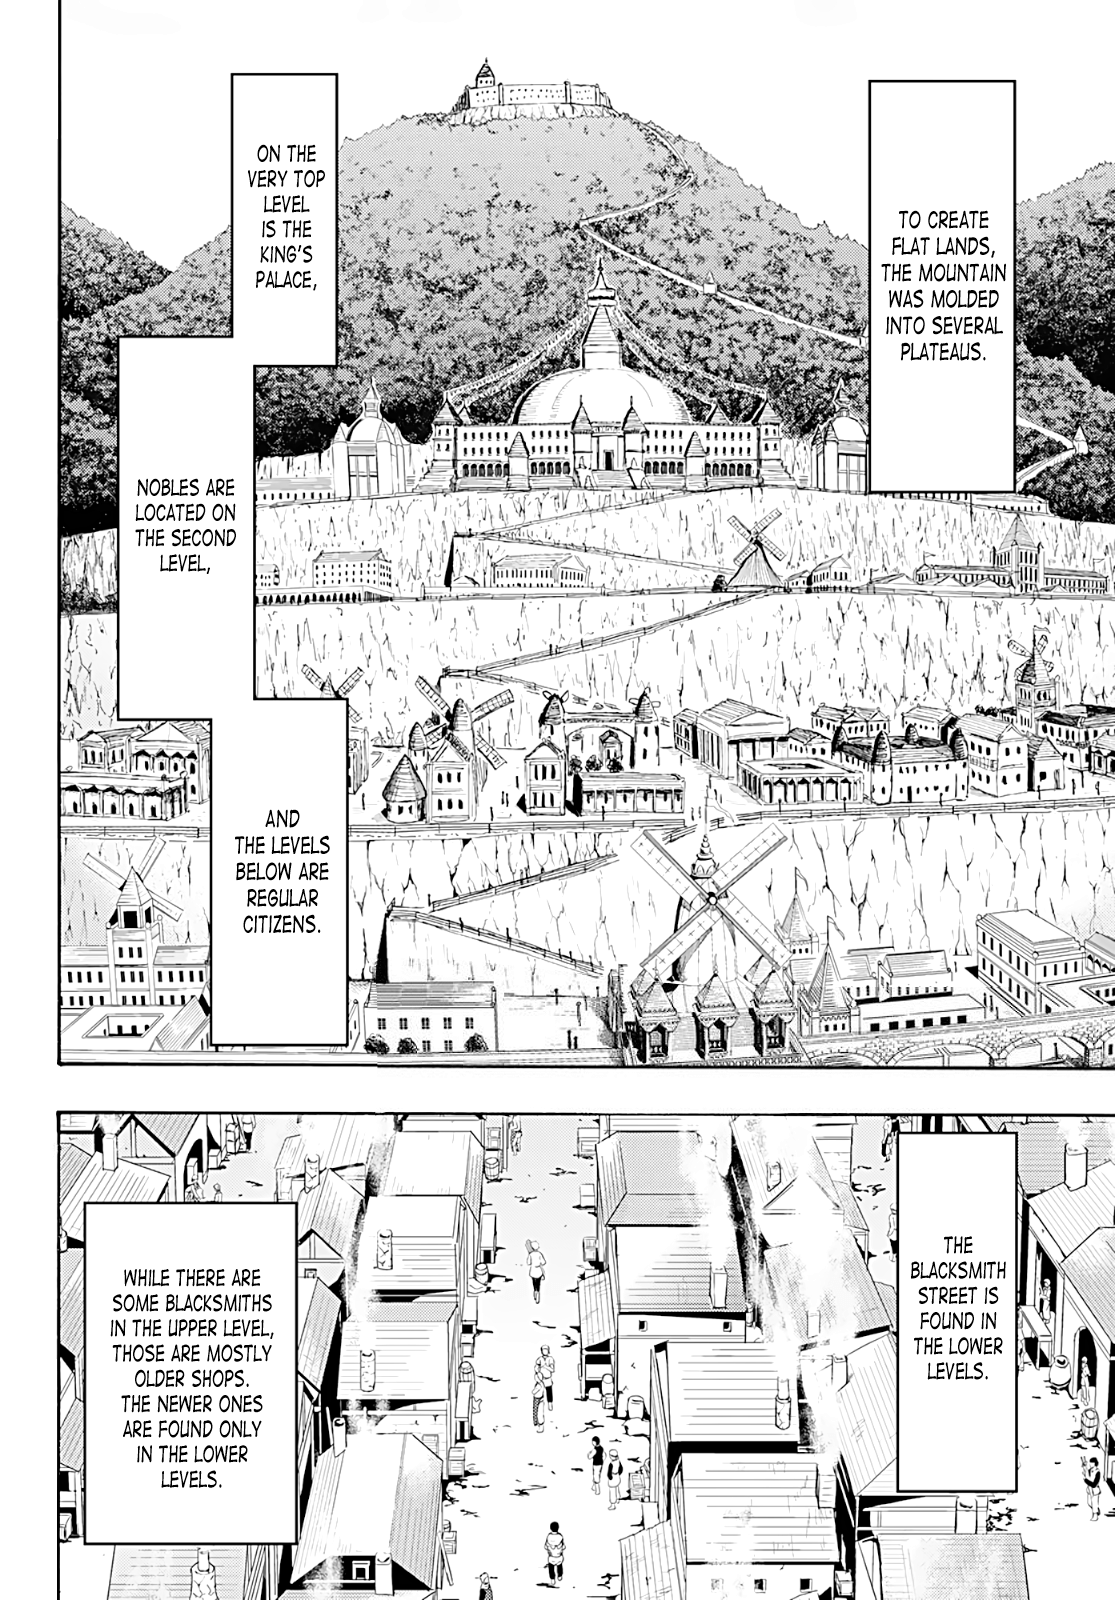 TO CREATE
FLAT LANDS,
THE MOUNTAIN
WAS MOLDED
INTO SEVERAL
PLATEAUS.
ON THE
VERY TOP
LEVEL
IS THE
KING'S
PALACE,
NOBLES ARE
LOCATED ON
THE SECOND
LEVEL,
AND
THE LEVELS
BELOW ARE
REGULAR
CITIZENS.
THE
BLACKSMITH
STREET IS
FOUND IN
THE LOWER
LEVELS.
WHILE THERE ARE
SOME BLACKSMITHS
IN THE UPPER LEVEL,
THOSE ARE MOSTLY
OLDER SHOPS.
THE NEWER ONES
ARE FOUND ONLY
IN THE LOWER
LEVELS.